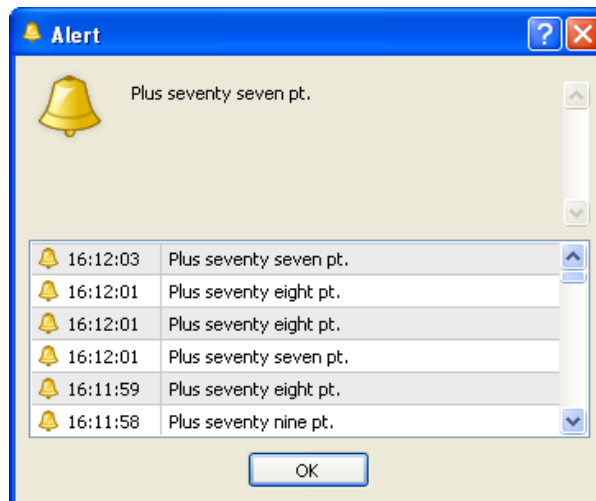 Alert
Plus seventy seven pt.
16:12:03 Plus seventy seven pt.
16:12:01 Plus seventy eight pt.
16:12:01 Plus seventy eight pt.
16:12:01 Plus seventy seven pt.
16:11:59 Plus seventy eight pt.
16:11:58 Plus seventy nine pt.
OK